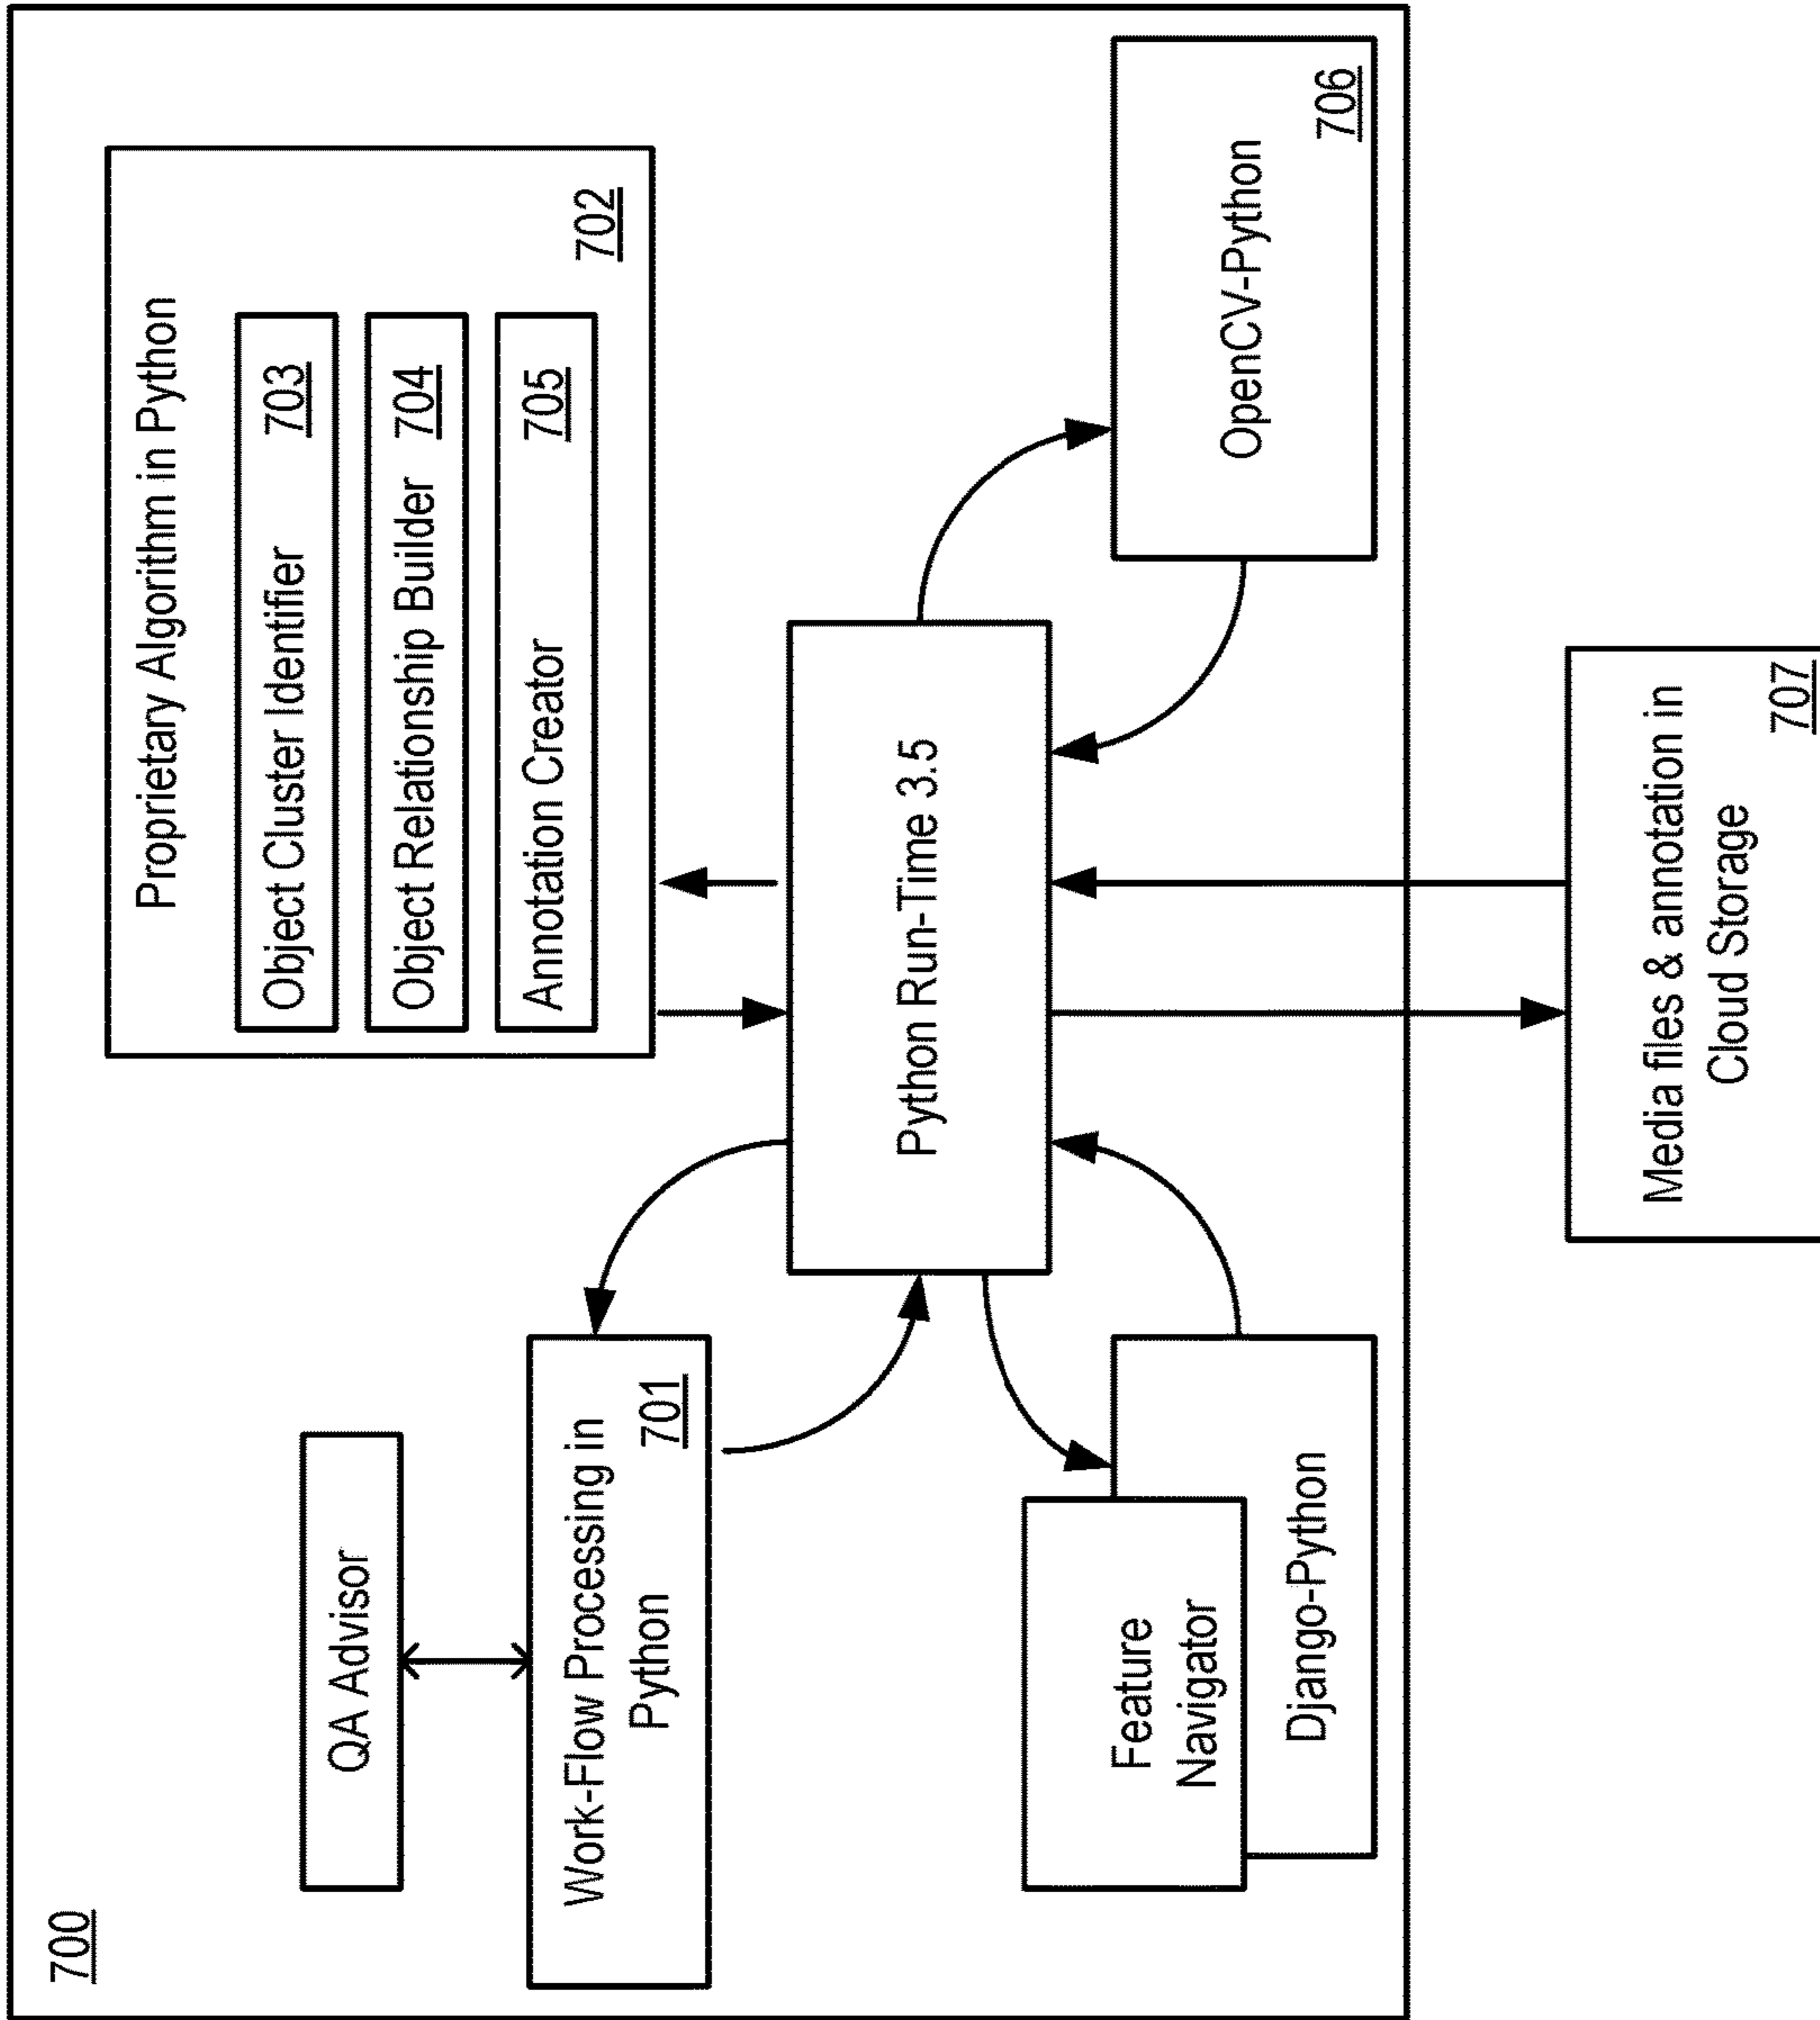 700
QA Advisor
Work-Flow Processing in
Python
701
Proprietary Algorithm in Python
Object Cluster Identifier 703
Object Relationship Builder 704
Annotation Creator 705
702
Python Run-Time 3.5
Feature
Navigator
Django-Python
OpenCV-Python
706
Media files & annotation in
Cloud Storage
707